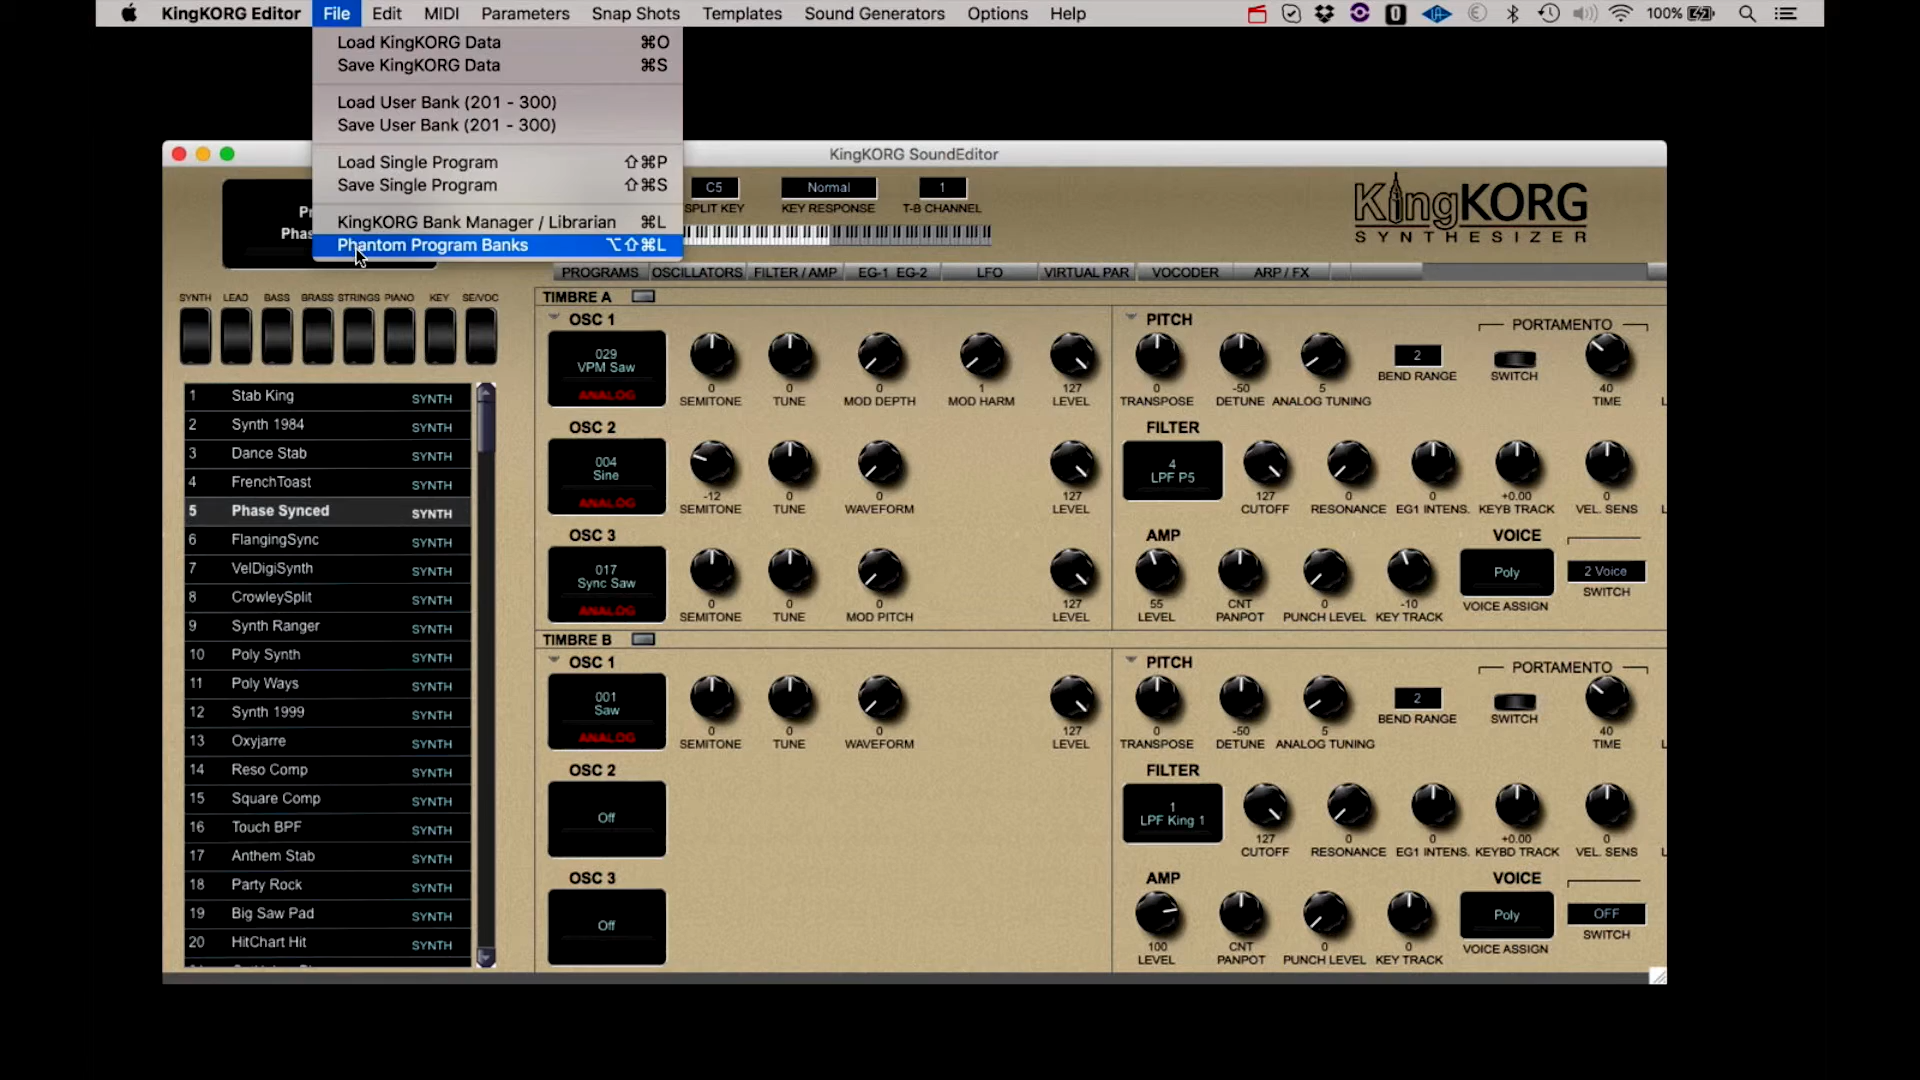 KingKORG Editor File Edit MIDI Parameters Snap Shots Templates Sound Generators Options Help 100%
Load KingKORG Data ⌘O
Save KingKORG Data ⌘S
Load User Bank (201 - 300)
Save User Bank (201 - 300)
Load Single Program ⇧⌘P
Save Single Program ⇧⌘S
KingKORG Bank Manager / Librarian ⌘L
Phantom Program Banks ⌥⇧⌘L
KingKORG SoundEditor
C5 Normal 1
SPLIT KEY KEY RESPONSE T-B CHANNEL
KingKORG
SYNTHESIZER
PROGRAMS OSCILLATORS FILTER / AMP EG-1 EG-2 LFO VIRTUAL PAR VOCODER ARP / FX
SYNTH LEAD BASS BRASS STRINGS PIANO KEY SE/VOC
1 Stab King SYNTH
2 Synth 1984 SYNTH
3 Dance Stab SYNTH
4 FrenchToast SYNTH
5 Phase Synced SYNTH
6 FlangingSync SYNTH
7 VelDigiSynth SYNTH
8 CrowleySplit SYNTH
9 Synth Ranger SYNTH
10 Poly Synth SYNTH
11 Poly Ways SYNTH
12 Synth 1999 SYNTH
13 Oxyjarre SYNTH
14 Reso Comp SYNTH
15 Square Comp SYNTH
16 Touch BPF SYNTH
17 Anthem Stab SYNTH
18 Party Rock SYNTH
19 Big Saw Pad SYNTH
20 HitChart Hit SYNTH
TIMBRE A
OSC 1
029
VPM Saw
ANALOG
0 0 0 1 127
SEMITONE TUNE MOD DEPTH MOD HARM LEVEL
OSC 2
004
Sine
ANALOG
-12 0 0 127
SEMITONE TUNE WAVEFORM LEVEL
OSC 3
017
Sync Saw
ANALOG
0 0 0 127
SEMITONE TUNE MOD PITCH LEVEL
PITCH PORTAMENTO
0 -50 5 2 40
TRANSPOSE DETUNE ANALOG TUNING BEND RANGE SWITCH TIME
FILTER
4
LPF P5
127 0 0 +0.00 0
CUTOFF RESONANCE EG1 INTENS. KEYB TRACK VEL. SENS
AMP VOICE
Poly 2 Voice
55 CNT 0 -10
LEVEL PANPOT PUNCH LEVEL KEY TRACK VOICE ASSIGN SWITCH
TIMBRE B
OSC 1
001
Saw
ANALOG
0 0 0 127
SEMITONE TUNE WAVEFORM LEVEL
OSC 2
Off
OSC 3
Off
PITCH PORTAMENTO
0 -50 5 2 40
TRANSPOSE DETUNE ANALOG TUNING BEND RANGE SWITCH TIME
FILTER
1
LPF King 1
127 0 0 +0.00 0
CUTOFF RESONANCE EG1 INTENS. KEYBD TRACK VEL. SENS
AMP VOICE
Poly OFF
100 CNT 0 0
LEVEL PANPOT PUNCH LEVEL KEY TRACK VOICE ASSIGN SWITCH